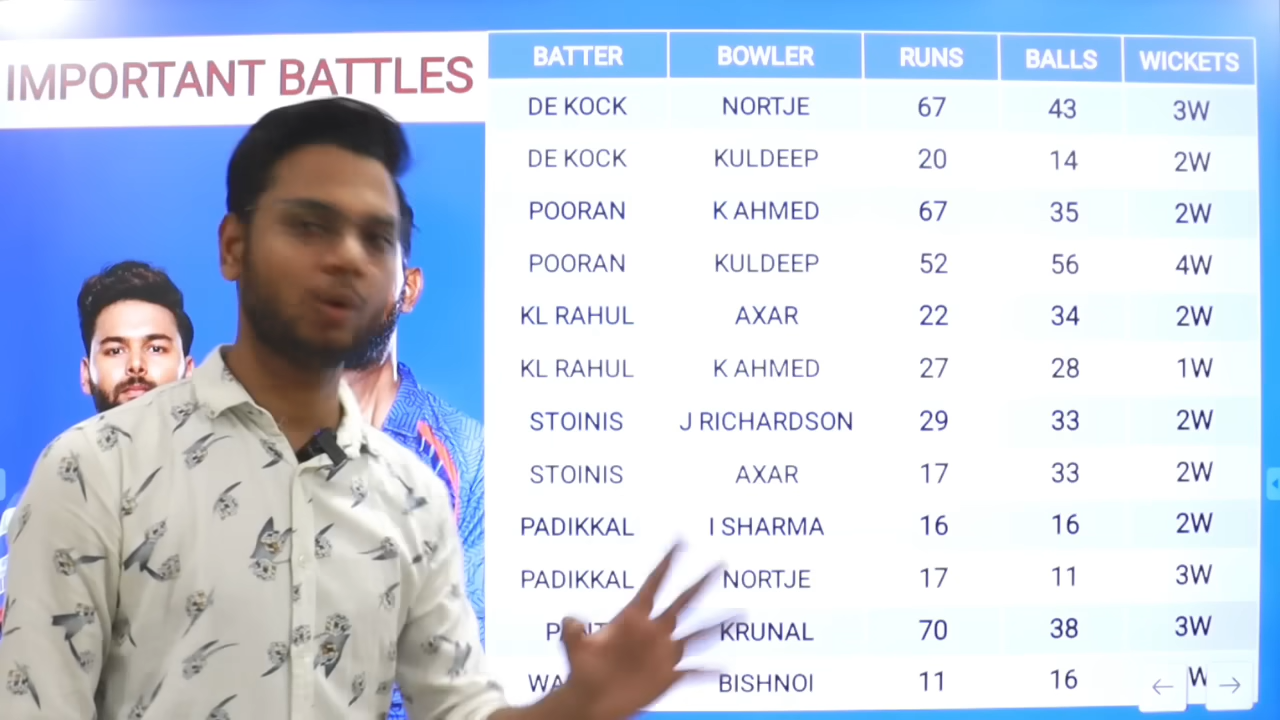 IMPORTANT BATTLES
BATTER BOWLER RUNS BALLS WICKETS
DE KOCK NORTJE 67 43 3W
DE KOCK KULDEEP 20 14 2W
POORAN K AHMED 67 35 2W
POORAN KULDEEP 52 56 4W
KL RAHUL AXAR 22 34 2W
KL RAHUL K AHMED 27 28 1W
STOINIS J RICHARDSON 29 33 2W
STOINIS AXAR 17 33 2W
PADIKKAL I SHARMA 16 16 2W
PADIKKAL NORTJE 17 11 3W
KRUNAL 70 38 3W
BISHNOI 11 16